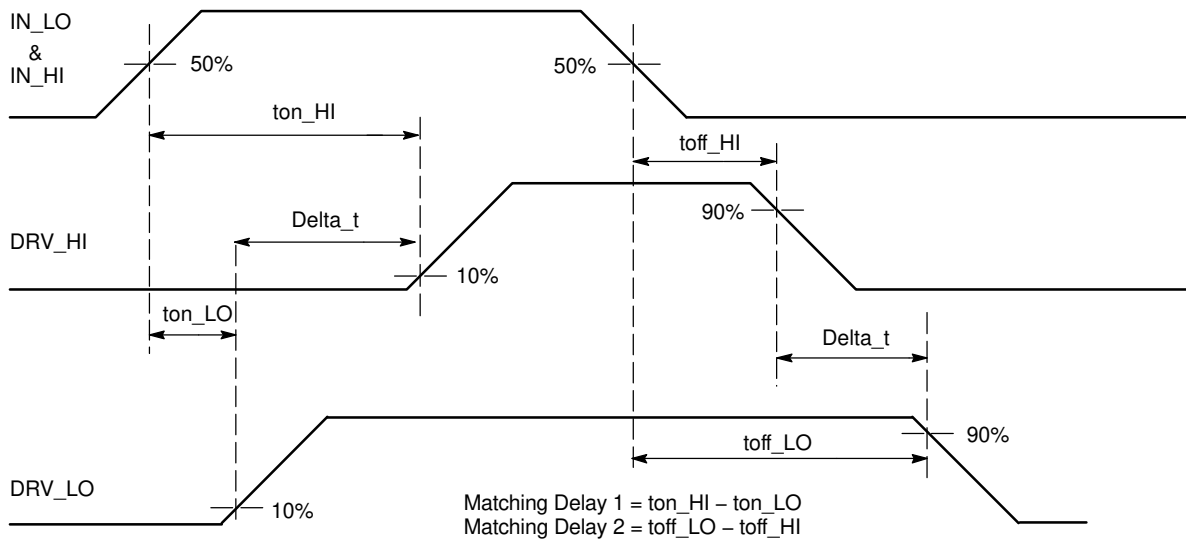 IN_LO
&
IN_HI
50%
50%
ton_HI
toff_HI
Delta_t
90%
DRV_HI
10%
ton_LO
Delta_t
toff_LO
90%
DRV_LO
10%
Matching Delay 1 = ton_HI − ton_LO
Matching Delay 2 = toff_LO − toff_HI